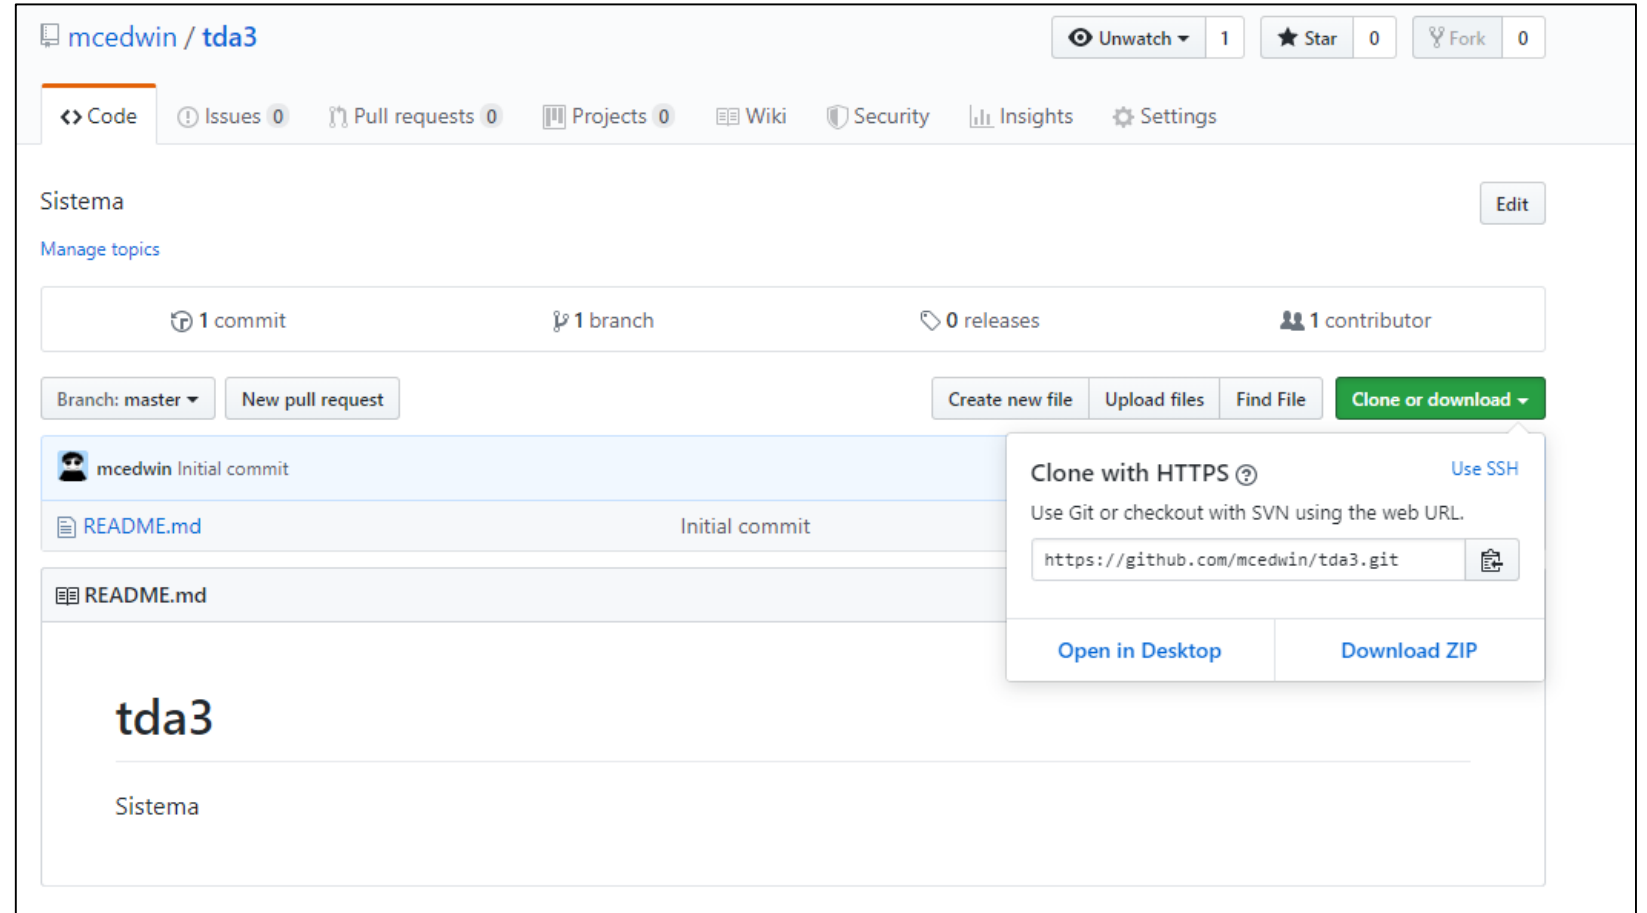 mcedwin / tda3
Unwatch 1 Star 0 Fork 0
Code Issues 0 Pull requests 0 Projects 0 Wiki Security Insights Settings
Sistema
Edit
Manage topics
1 commit 1 branch 0 releases 1 contributor
Branch: master New pull request Create new file Upload files Find File Clone or download
mcedwin Initial commit
README.md Initial commit
Clone with HTTPS Use SSH
Use Git or checkout with SVN using the web URL.
https://github.com/mcedwin/tda3.git
Open in Desktop Download ZIP
README.md
tda3
Sistema